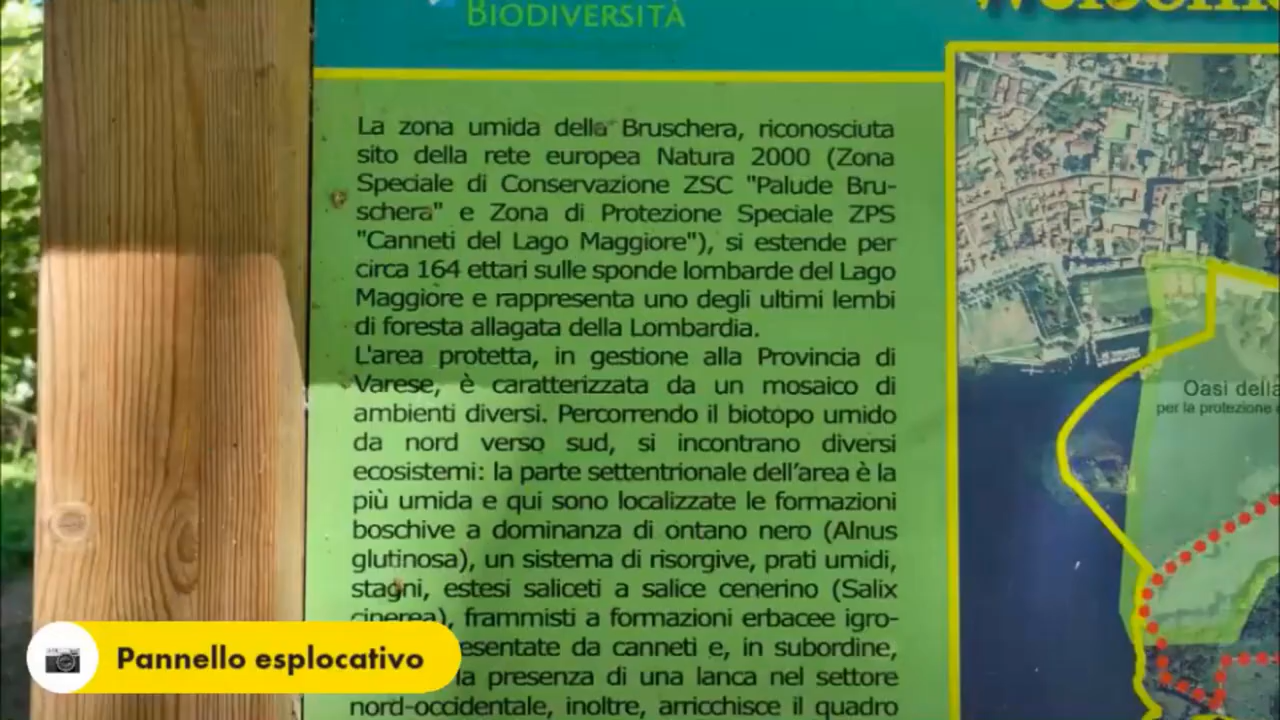 BIODIVERSITÀ
Welcome
La zona umida della Bruschera, riconosciuta
sito della rete europea Natura 2000 (Zona
Speciale di Conservazione ZSC "Palude Bru-
schera" e Zona di Protezione Speciale ZPS
"Canneti del Lago Maggiore"), si estende per
circa 164 ettari sulle sponde lombarde del Lago
Maggiore e rappresenta uno degli ultimi lembi
di foresta allagata della Lombardia.
L'area protetta, in gestione alla Provincia di
Varese, è caratterizzata da un mosaico di
ambienti diversi. Percorrendo il biotopo umido
da nord verso sud, si incontrano diversi
ecosistemi: la parte settentrionale dell'area è la
più umida e qui sono localizzate le formazioni
boschive a dominanza di ontano nero (Alnus
glutinosa), un sistema di risorgive, prati umidi,
stagni, estesi saliceti a salice cenerino (Salix
cinerea), frammisti a formazioni erbacee igro-
esentate da canneti e, in subordine,
la presenza di una lanca nel settore
nord-occidentale, inoltre, arricchisce il quadro
Oasi della
per la protezione
Pannello esplocativo